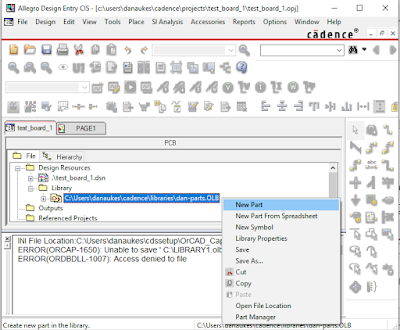 Allegro Design Entry CIS - [c:\users\danaukes\cadence\projects\test_board_1\test_board_1.opj]
File Design Edit View Tools Place SI Analysis Accessories Reports Options Window Help
cādence®
test_board_1 PAGE1
PCB
File Hierarchy
Design Resources
.\test_board_1.dsn
Library
C:\Users\danaukes\cadence\libraries\dan-parts.OLB
Outputs
Referenced Projects
New Part
New Part From Spreadsheet
New Symbol
Library Properties
Save
Save As...
Cut
Copy
Paste
Open File Location
Part Manager
INI File Location:C:\Users\danaukes\cdssetup\OrCAD_Cap
ERROR(ORCAP-1650): Unable to save ' C:\LIBRARY1.olb
ERROR(ORDBDLL-1007): Access denied to file
Create new part in the library.
C:\Users\danaukes\cadence\libraries\dan-parts.OLB